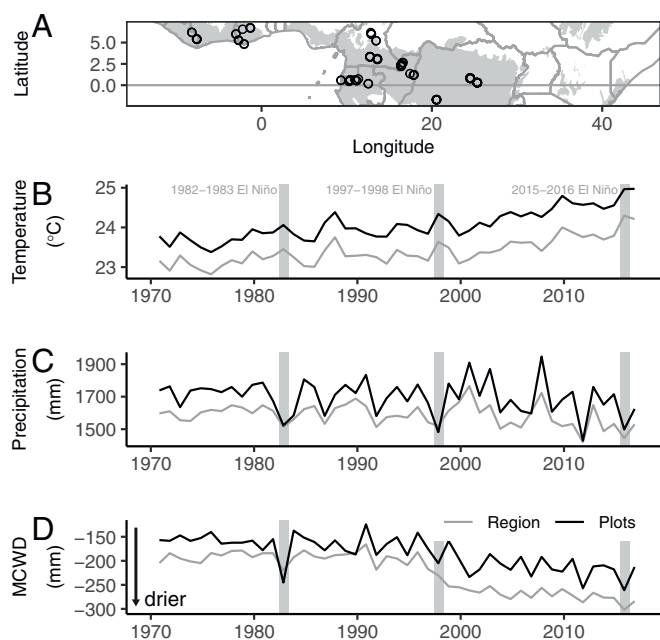 A
Latitude
5.0
2.5
0.0
0 20 40
Longitude
B
Temperature
(°C)
25
24
23
1982−1983 El Niño 1997−1998 El Niño 2015−2016 El Niño
1970 1980 1990 2000 2010
C
Precipitation
(mm)
1900
1700
1500
1970 1980 1990 2000 2010
D
MCWD
(mm)
−150
−200
−250
−300
Region Plots
drier
1970 1980 1990 2000 2010